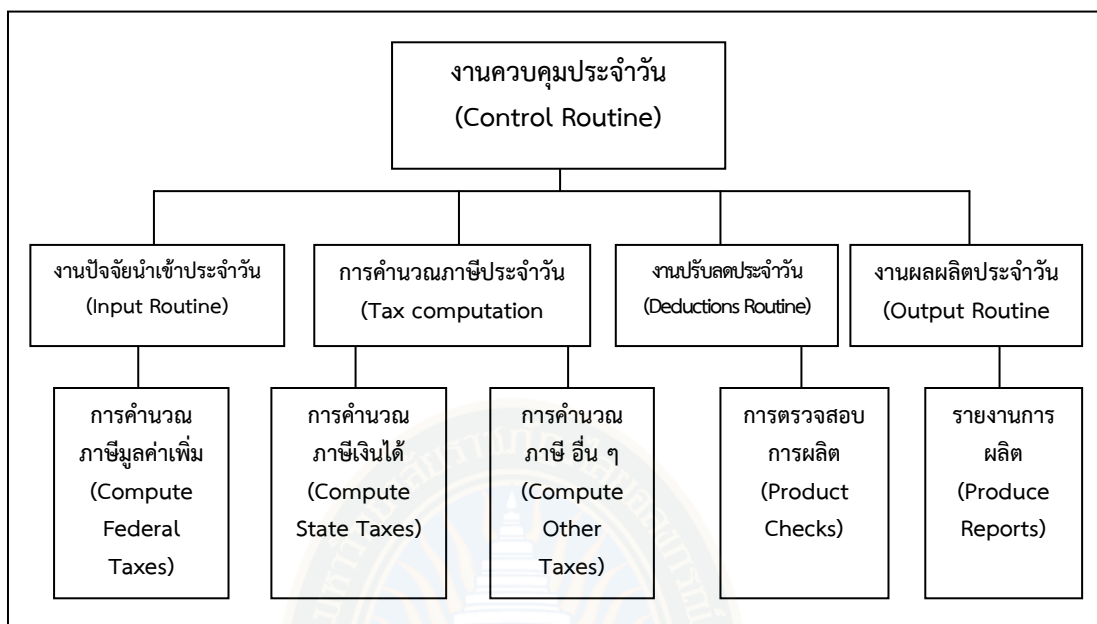 งานควบคุมประจำวัน
(Control Routine)
งานปัจจัยนำเข้าประจำวัน
(Input Routine)
การคำนวณภาษีประจำวัน
(Tax computation
งานปรับลดประจำวัน
(Deductions Routine)
งานผลผลิตประจำวัน
(Output Routine
การคำนวณ
ภาษีมูลค่าเพิ่ม
(Compute
Federal
Taxes)
การคำนวณ
ภาษีเงินได้
(Compute
State Taxes)
การคำนวณ
ภาษี อื่น ๆ
(Compute
Other
Taxes)
การตรวจสอบ
การผลิต
(Product
Checks)
รายงานการ
ผลิต
(Produce
Reports)